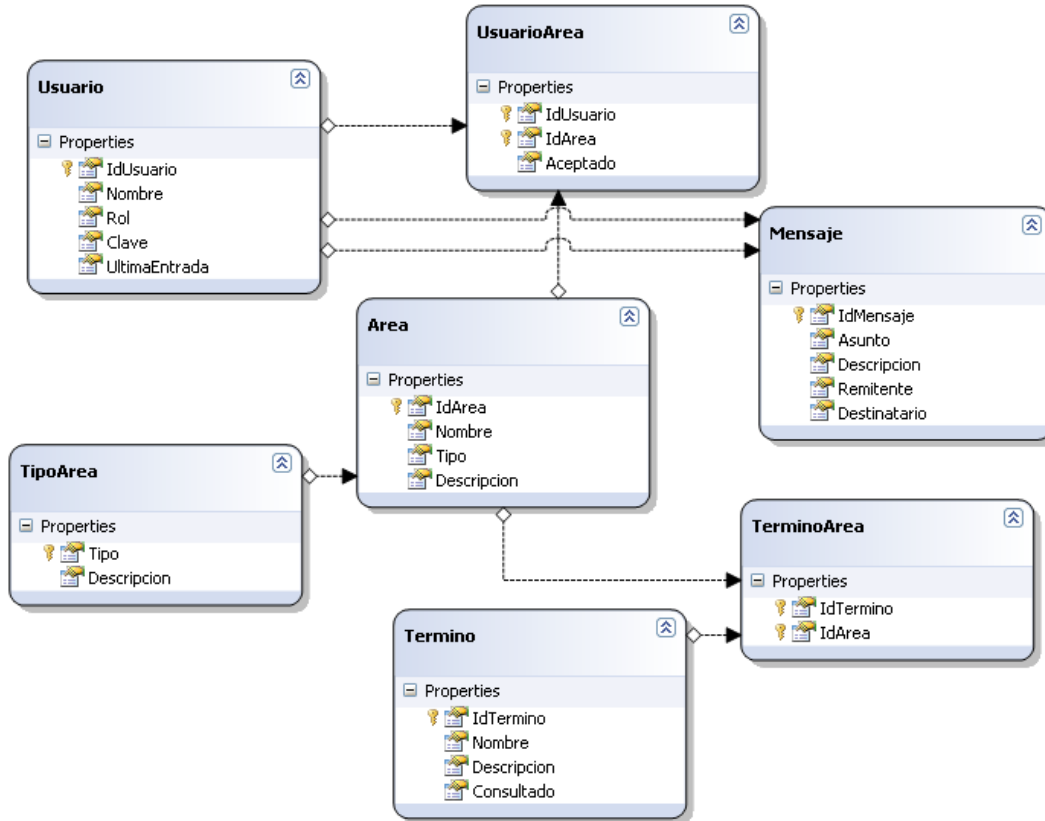 UsuarioArea
Properties
IdUsuario
IdArea
Aceptado
Usuario
Properties
IdUsuario
Nombre
Rol
Clave
UltimaEntrada
Mensaje
Properties
IdMensaje
Asunto
Descripcion
Remitente
Destinatario
Area
Properties
IdArea
Nombre
Tipo
Descripcion
TipoArea
Properties
Tipo
Descripcion
TerminoArea
Properties
IdTermino
IdArea
Termino
Properties
IdTermino
Nombre
Descripcion
Consultado